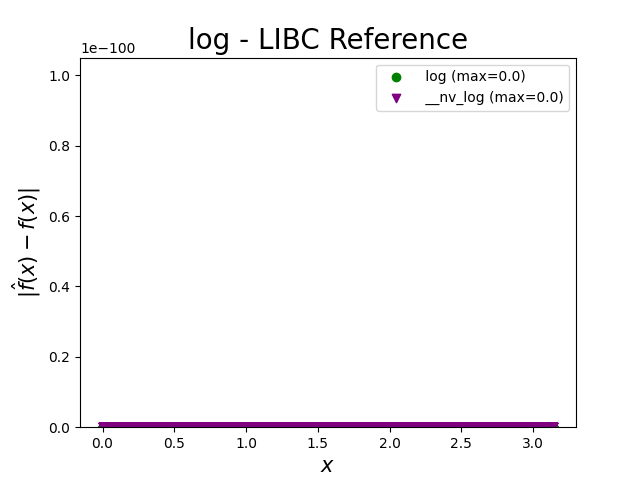 log - LIBC Reference
1e−100
1.0
0.8
0.6
0.4
0.2
0.0
|f̂(x) − f(x)|
log (max=0.0)
__nv_log (max=0.0)
0.0 0.5 1.0 1.5 2.0 2.5 3.0
x